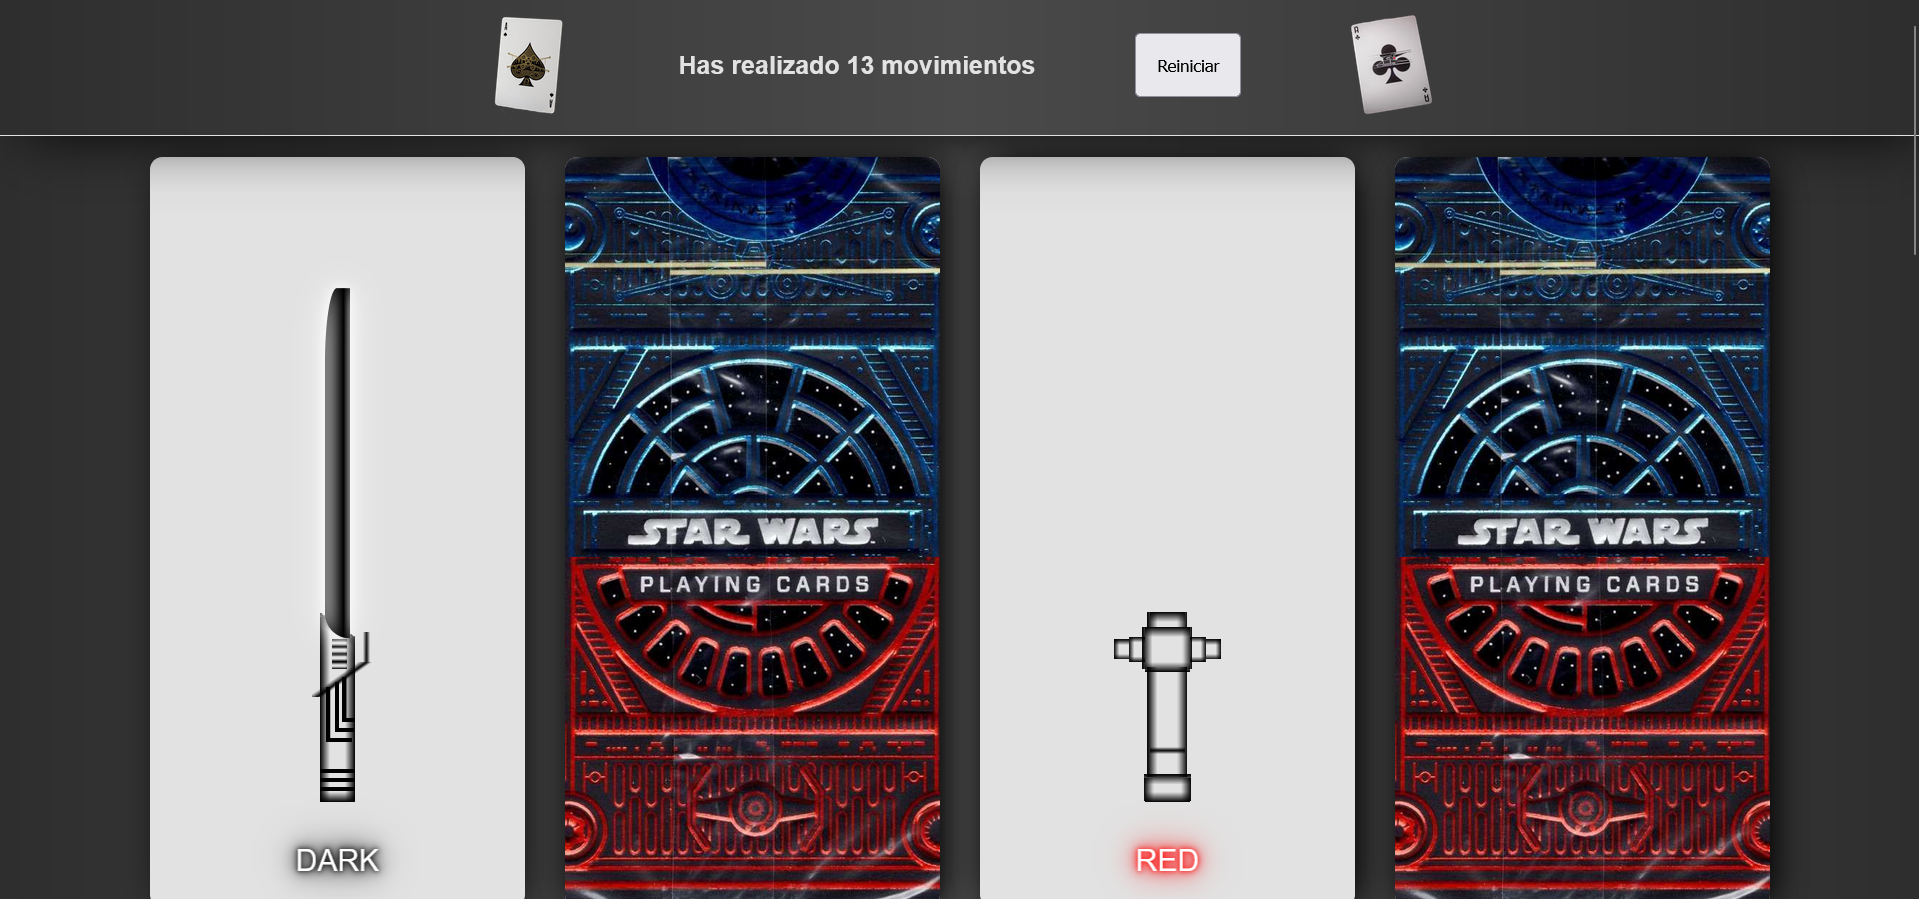 Has realizado 13 movimientos
Reiniciar
STAR WARS
PLAYING CARDS
STAR WARS
PLAYING CARDS
DARK
RED